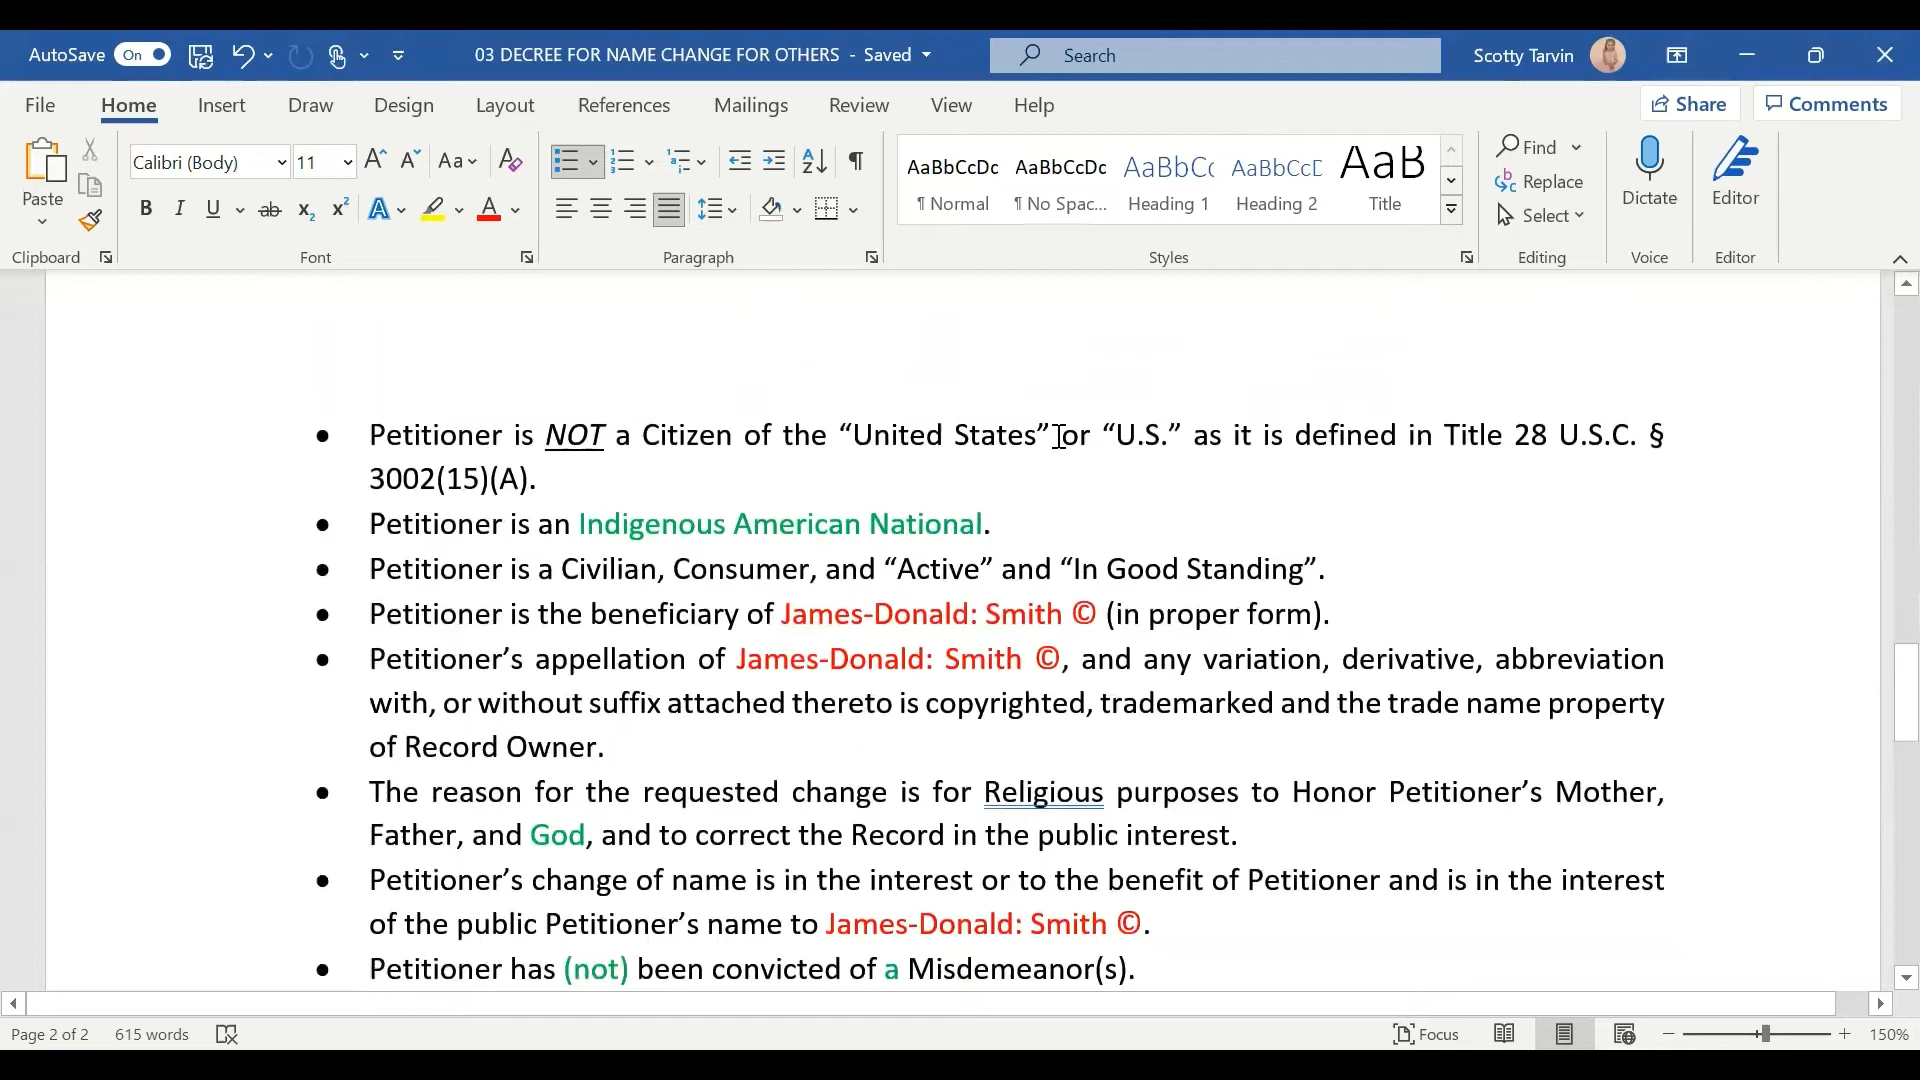 AutoSave On 03 DECREE FOR NAME CHANGE FOR OTHERS - Saved Search Scotty Tarvin
File Home Insert Draw Design Layout References Mailings Review View Help Share Comments
Paste
Calibri (Body) 11 Aa
B I U ab x₂ x² A A
AaBbCcDc AaBbCcDc AaBbCc AaBbCcD AaB
¶ Normal ¶ No Spac... Heading 1 Heading 2 Title
Find
Replace
Select
Dictate
Editor
Clipboard Font Paragraph Styles Editing Voice Editor
• Petitioner is NOT a Citizen of the “United States” or “U.S.” as it is defined in Title 28 U.S.C. §
3002(15)(A).
• Petitioner is an Indigenous American National.
• Petitioner is a Civilian, Consumer, and “Active” and “In Good Standing”.
• Petitioner is the beneficiary of James-Donald: Smith © (in proper form).
• Petitioner’s appellation of James-Donald: Smith ©, and any variation, derivative, abbreviation
with, or without suffix attached thereto is copyrighted, trademarked and the trade name property
of Record Owner.
• The reason for the requested change is for Religious purposes to Honor Petitioner’s Mother,
Father, and God, and to correct the Record in the public interest.
• Petitioner’s change of name is in the interest or to the benefit of Petitioner and is in the interest
of the public Petitioner’s name to James-Donald: Smith ©.
• Petitioner has (not) been convicted of a Misdemeanor(s).
Page 2 of 2 615 words Focus 150%